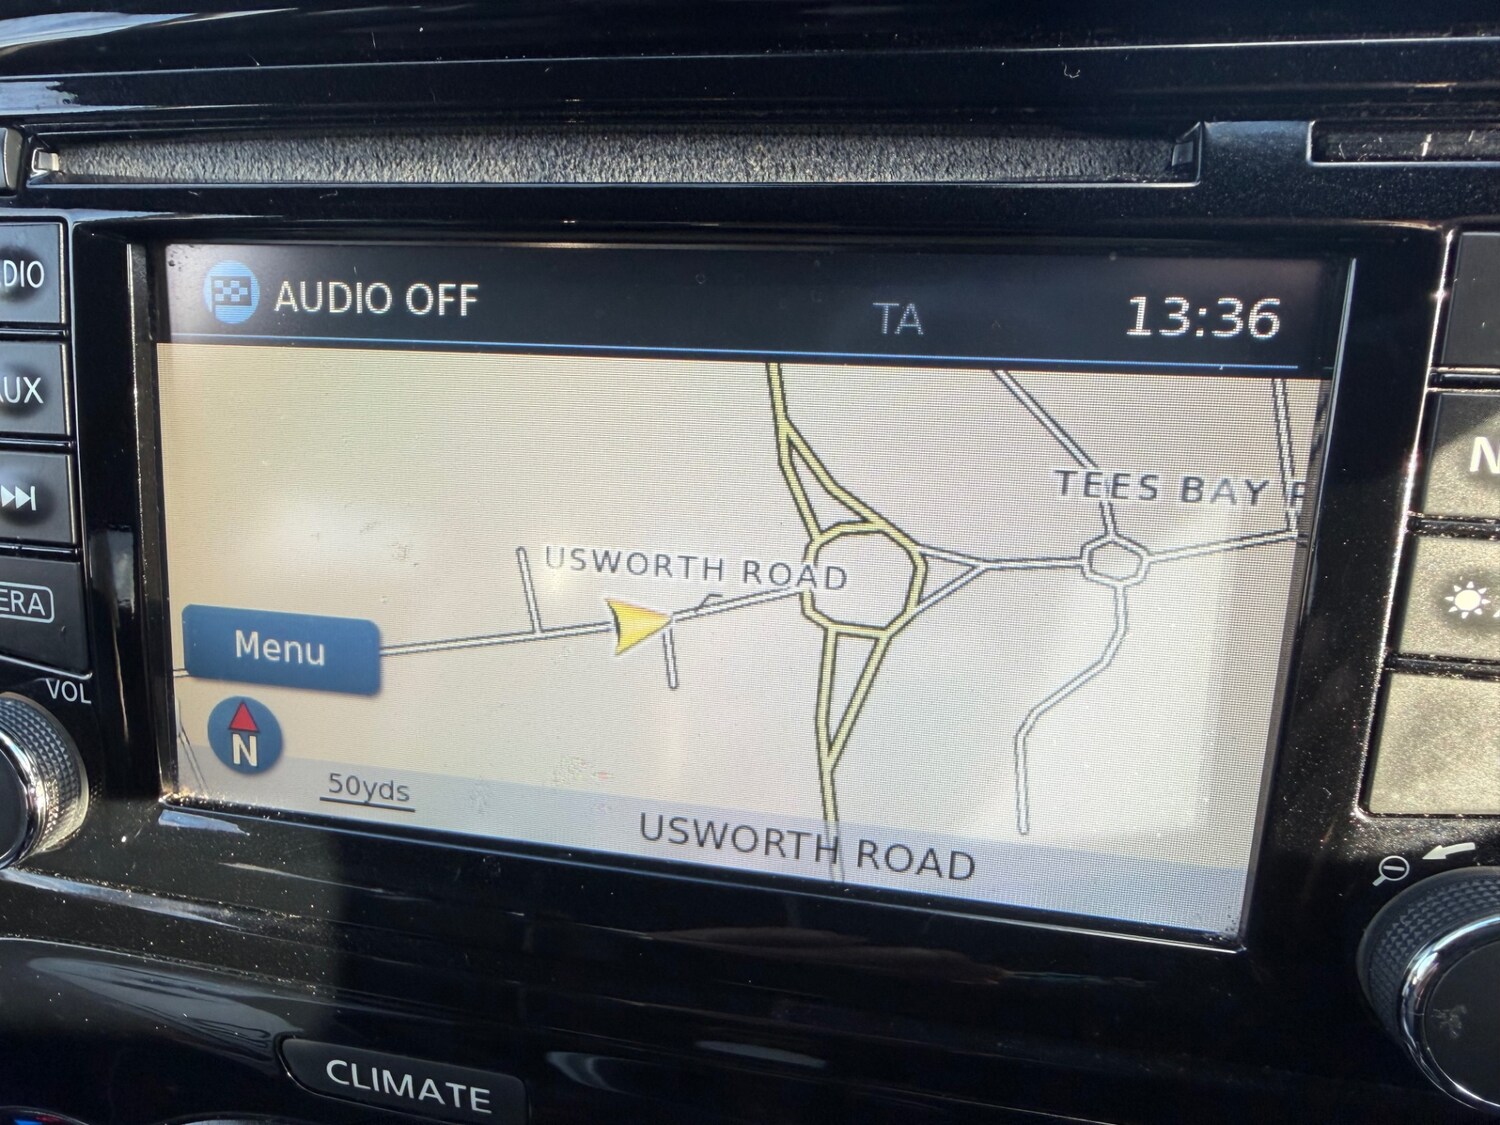 AUDIO OFF
TA
13:36
DIO
AUX
ERA
VOL
TEES BAY
USWORTH ROAD
Menu
N
50yds
USWORTH ROAD
N
CLIMATE